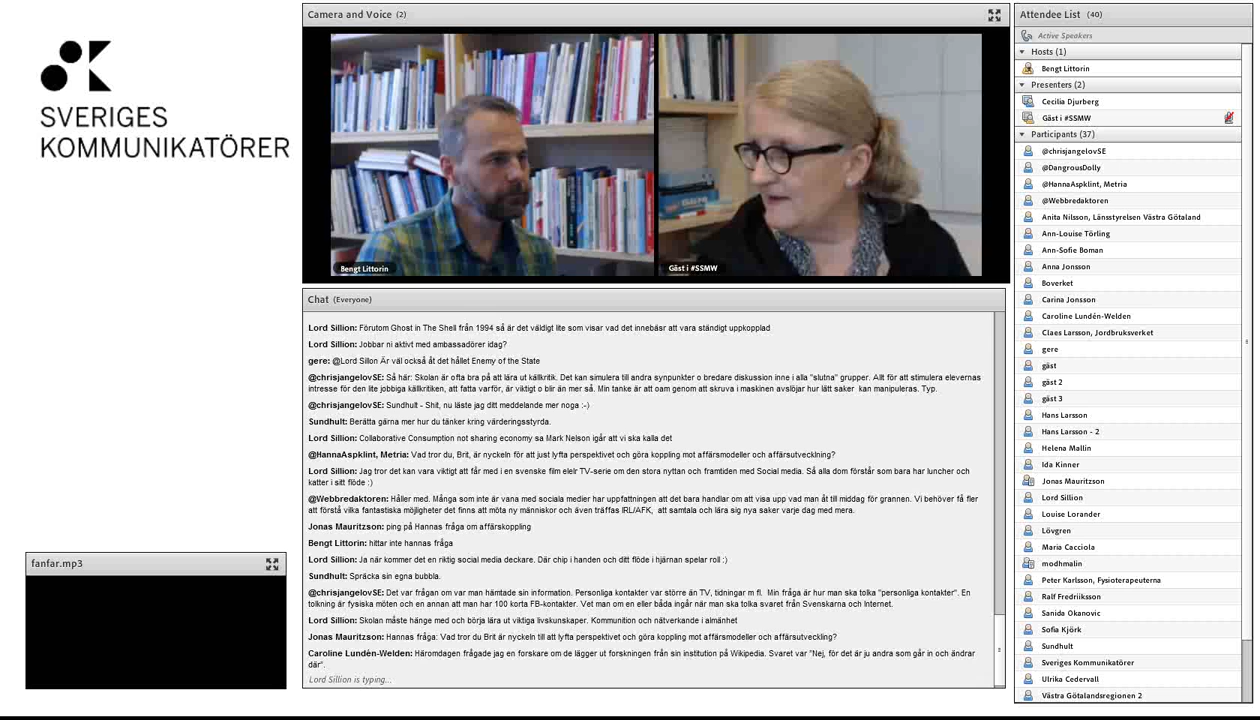 SVERIGES
KOMMUNIKATÖRER
Camera and Voice (2)
Bengt Littorin
Gäst i #SSMW
Chat (Everyone)
Lord Sillion: Förutom Ghost in The Shell från 1994 så är det väldigt lite som visar vad det innebäsr att vara ständigt uppkopplad
Lord Sillion: Jobbar ni aktivt med ambassadörer idag?
gere: @Lord Sillon Är väl också åt det hållet Enemy of the State
@chrisjangelovSE: Så här: Skolan är ofta bra på att lära ut källkritik. Det kan simulera till andra synpunkter o bredare diskussion inne i alla "slutna" grupper. Allt för att stimulera elevernas
intresse för den lite jobbiga källkritiken, att fatta varför, är viktigt o blir än mer så. Min tanke är att oam genom att skruva i maskinen avslöjar hur lätt saker kan manipuleras. Typ.
@chrisjangelovSE: Sundhult - Shit, nu läste jag ditt meddelande mer noga :-)
Sundhult: Berätta gärna mer hur du tänker kring värderingsstyrda.
Lord Sillion: Collaborative Consumption not sharing economy sa Mark Nelson igår att vi ska kalla det
@HannaAspklint, Metria: Vad tror du, Brit, är nyckeln för att just lyfta perspektivet och göra koppling mot affärsmodeller och affärsutvecklning?
Lord Sillion: Jag tror det kan vara viktigt att får med i en svenske film elelr TV-serie om den stora nyttan och framtiden med Social media. Så alla dom förstår som bara har luncher och
katter i sitt flöde :)
@Webbredaktoren: Håller med. Många som inte är vana med sociala medier har uppfattningen att det bara handlar om att visa upp vad man åt till middag för grannen. Vi behöver få fler
att förstå vilka fantastiska möjligheter det finns att möta ny människor och även träffas IRL/AFK, att samtala och lära sig nya saker varje dag med mera.
Jonas Mauritzson: ping på Hannas fråga om affärskoppling
Bengt Littorin: hittar inte hannas fråga
Lord Sillion: Ja när kommer det en riktig social media deckare. Där chip i handen och ditt flöde i hjärnan spelar roll :)
Sundhult: Spräcka sin egna bubbla.
@chrisjangelovSE: Det var frågan om var man hämtade sin information. Personliga kontakter var större än TV, tidningar m fl. Min fråga är hur man ska tolka "personliga kontakter". En
tolkning är fysiska möten och en annan att man har 100 korta FB-kontakter. Vet man om en eller båda ingår när man ska tolka svaret från Svenskarna och Internet.
Lord Sillion: Skolan måste hänge med och börja lära ut viktiga livskunskaper. Kommunition och nätverkande i almänhet
Jonas Mauritzson: Hannas fråga: Vad tror du Brit är nyckeln till att lyfta perspektivet och göra koppling mot affärsmodeller och affärsutveckling?
Caroline Lundén-Welden: Häromdagen frågade jag en forskare om de lägger ut forskningen från sin institution på Wikipedia. Svaret var "Nej, för det är ju andra som går in och ändrar
där".
Lord Sillion is typing...
fanfar.mp3
Attendee List (40)
Active Speakers
Hosts (1)
Bengt Littorin
Presenters (2)
Cecilia Djurberg
Gäst i #SSMW
Participants (37)
@chrisjangelovSE
@DangrousDolly
@HannaAspklint, Metria
@Webbredaktoren
Anita Nilsson, Länsstyrelsen Västra Götaland
Ann-Louise Törling
Ann-Sofie Boman
Anna Jonsson
Boverket
Carina Jonsson
Caroline Lundén-Welden
Claes Larsson, Jordbruksverket
gere
gäst
gäst 2
gäst 3
Hans Larsson
Hans Larsson - 2
Helena Mallin
Ida Kinner
Jonas Mauritzson
Lord Sillion
Louise Lorander
Lövgren
Maria Cacciola
modhmalin
Peter Karlsson, Fysioterapeuterna
Ralf Fredriiksson
Sanida Okanovic
Sofia Kjörk
Sundhult
Sveriges Kommunikatörer
Ulrika Cedervall
Västra Götalandsregionen 2